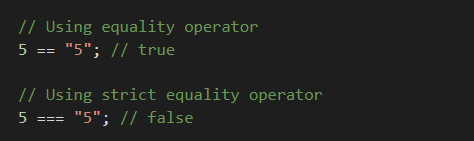 // Using equality operator
5 == "5"; // true
// Using strict equality operator
5 === "5"; // false